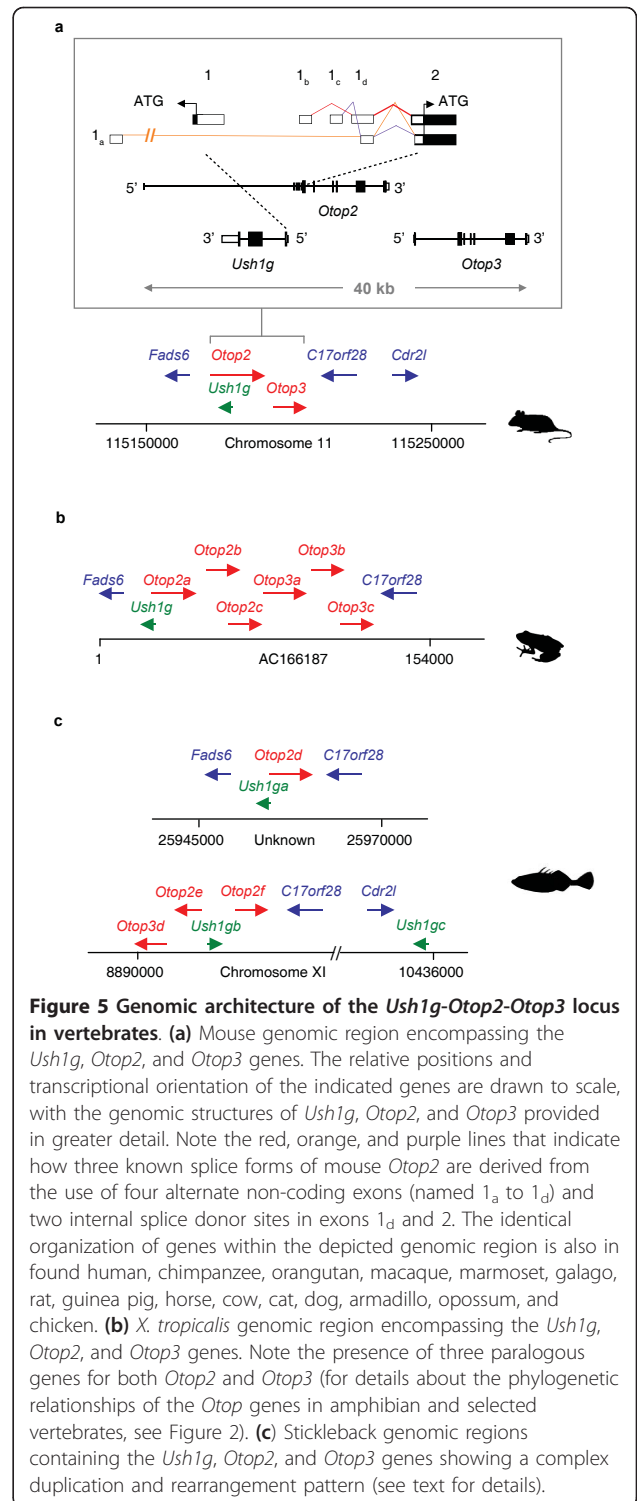 a
1 1b 1c 1d 2
ATG ATG
1a
5’ 3’
Otop2
3’ 5’ 5’ 3’
Ush1g Otop3
40 kb
Fads6 Otop2 C17orf28 Cdr2l
Ush1g Otop3
115150000 Chromosome 11 115250000
b
Otop2b Otop3b
Fads6 Otop2a Otop3a C17orf28
Ush1g Otop2c Otop3c
1 AC166187 154000
c
Fads6 Otop2d C17orf28
Ush1ga
25945000 Unknown 25970000
Otop2e Otop2f C17orf28 Cdr2l
Otop3d Ush1gb Ush1gc
8890000 Chromosome XI 10436000
Figure 5 Genomic architecture of the Ush1g-Otop2-Otop3 locus
in vertebrates. (a) Mouse genomic region encompassing the
Ush1g, Otop2, and Otop3 genes. The relative positions and
transcriptional orientation of the indicated genes are drawn to scale,
with the genomic structures of Ush1g, Otop2, and Otop3 provided
in greater detail. Note the red, orange, and purple lines that indicate
how three known splice forms of mouse Otop2 are derived from
the use of four alternate non-coding exons (named 1a to 1d) and
two internal splice donor sites in exons 1d and 2. The identical
organization of genes within the depicted genomic region is also in
found human, chimpanzee, orangutan, macaque, marmoset, galago,
rat, guinea pig, horse, cow, cat, dog, armadillo, opossum, and
chicken. (b) X. tropicalis genomic region encompassing the Ush1g,
Otop2, and Otop3 genes. Note the presence of three paralogous
genes for both Otop2 and Otop3 (for details about the phylogenetic
relationships of the Otop genes in amphibian and selected
vertebrates, see Figure 2). (c) Stickleback genomic regions
containing the Ush1g, Otop2, and Otop3 genes showing a complex
duplication and rearrangement pattern (see text for details).